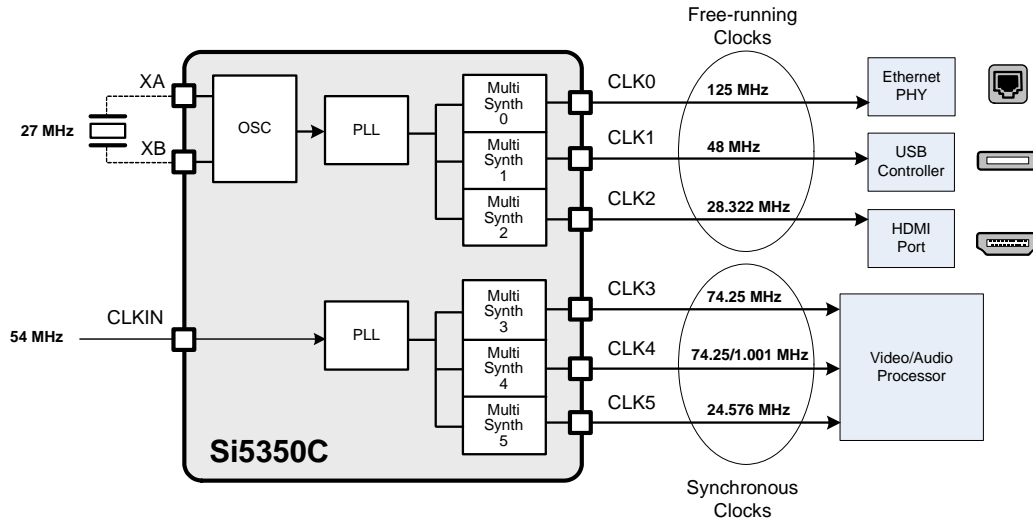 Free-running
Clocks
XA
27 MHz
XB
OSC
PLL
Multi
Synth
0
Multi
Synth
1
Multi
Synth
2
CLK0
125 MHz
Ethernet
PHY
CLK1
48 MHz
USB
Controller
CLK2
28.322 MHz
HDMI
Port
CLKIN
54 MHz
PLL
Multi
Synth
3
Multi
Synth
4
Multi
Synth
5
CLK3
74.25 MHz
CLK4
74.25/1.001 MHz
CLK5
24.576 MHz
Video/Audio
Processor
Si5350C
Synchronous
Clocks